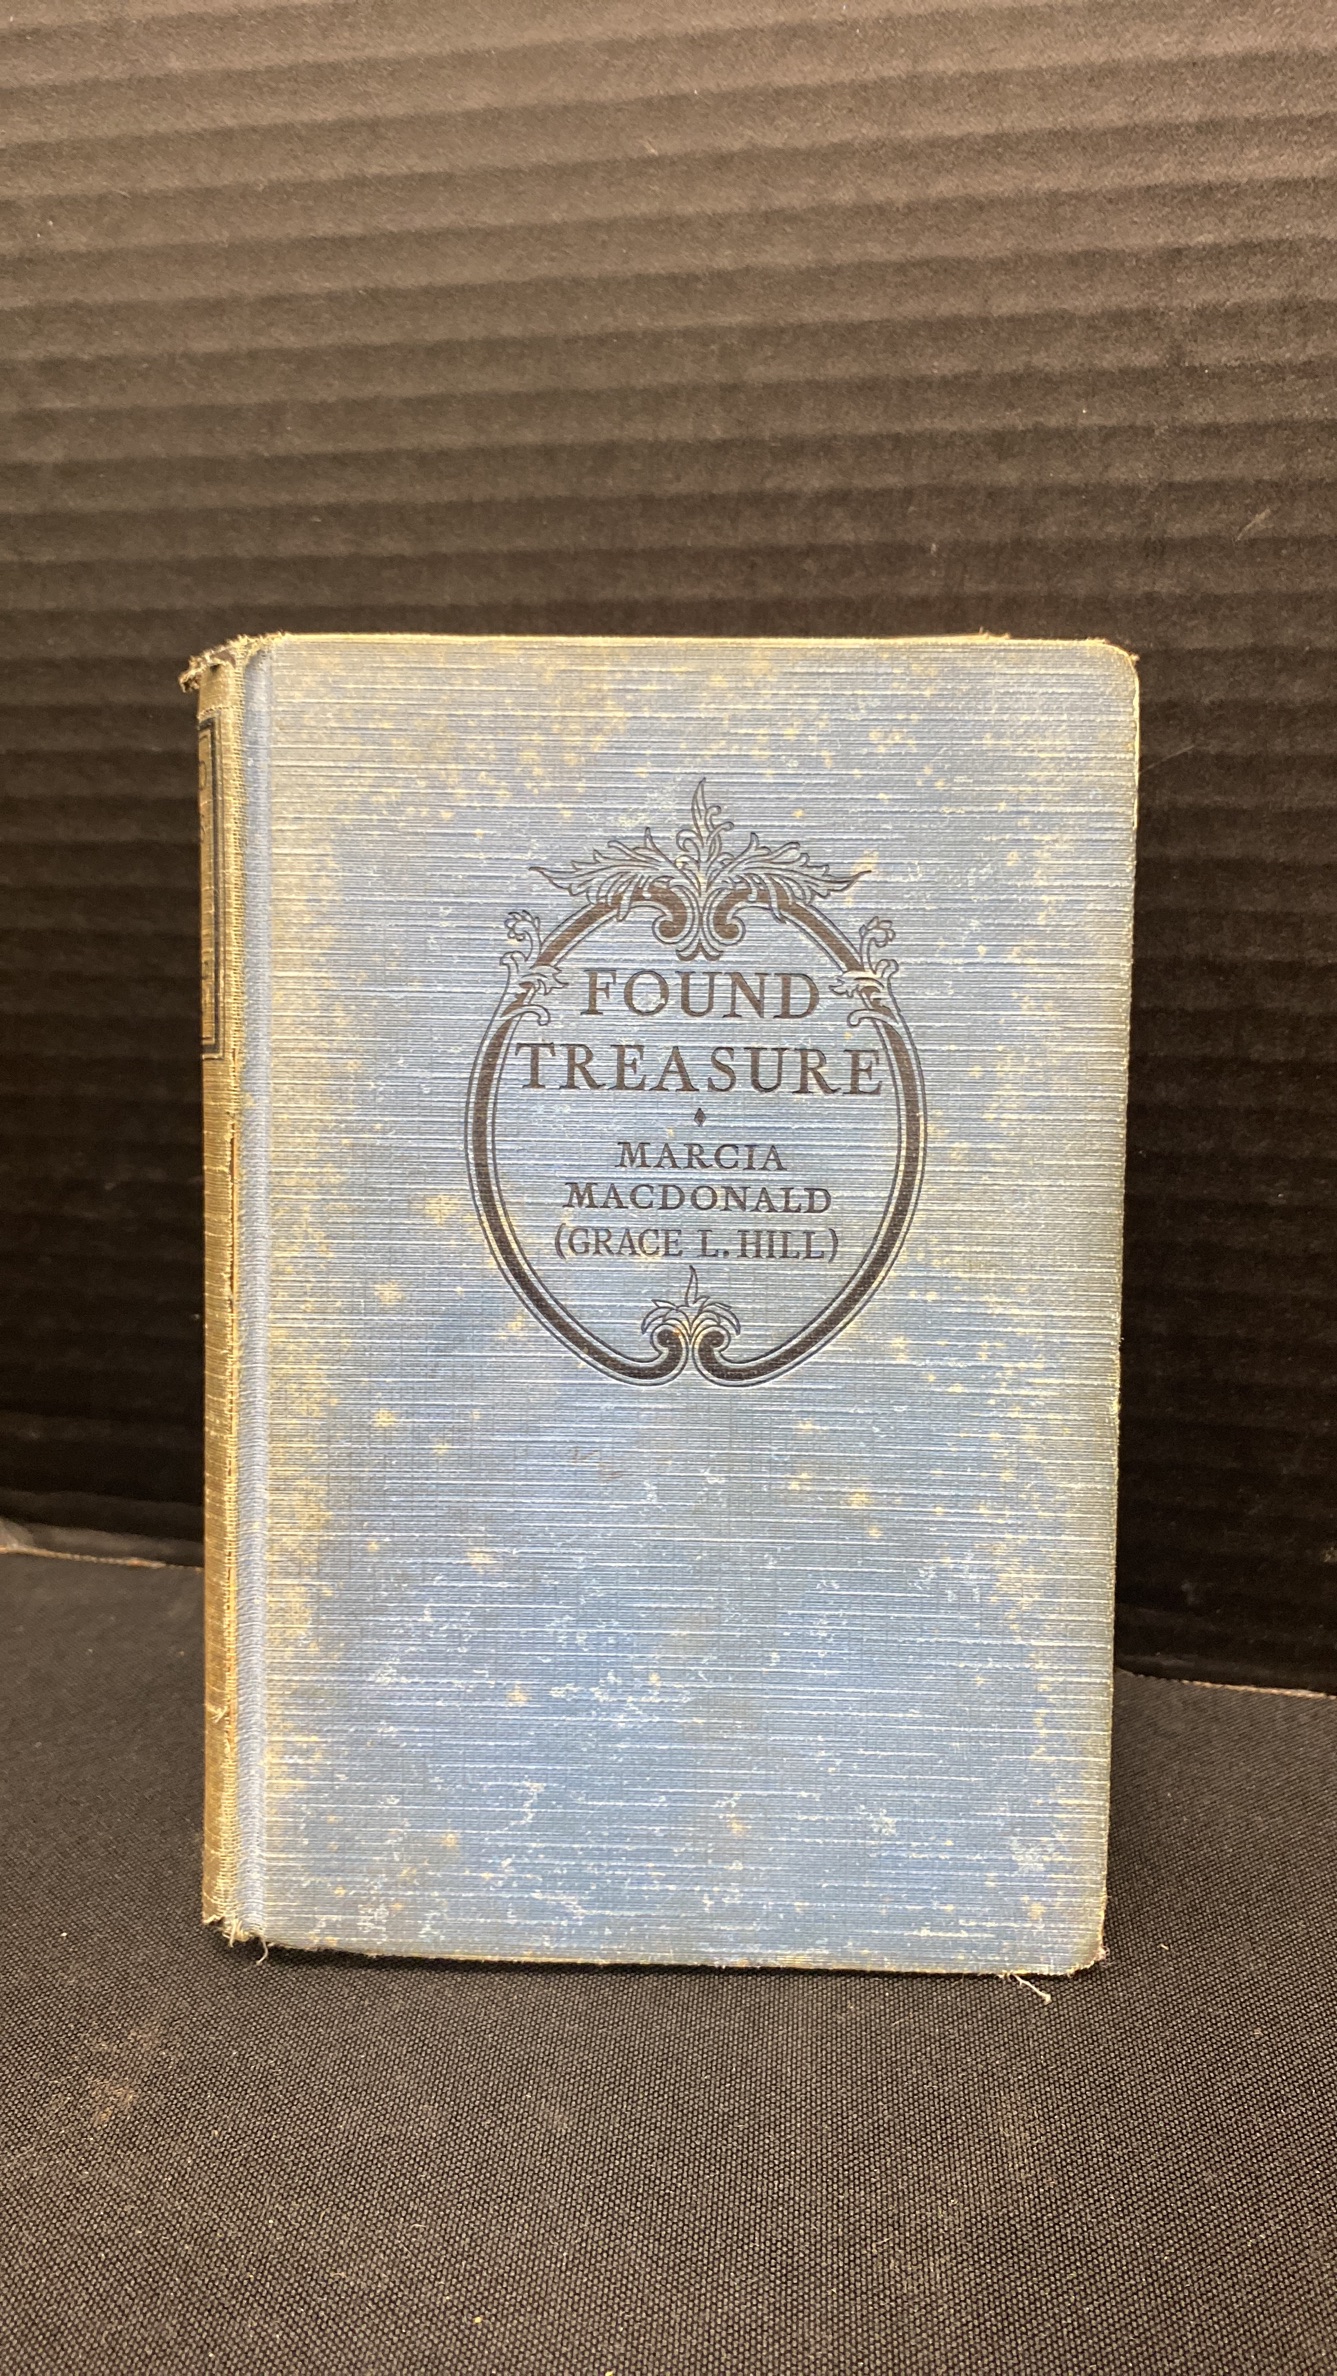 FOUND
TREASURE
MARCIA
MACDONALD
(GRACE L. HILL)